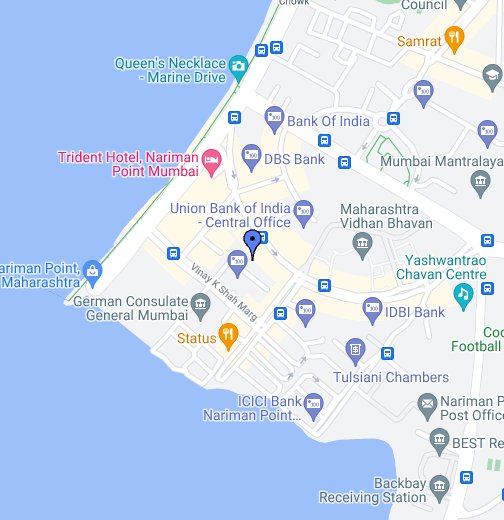 Chowk
Council
Samrat
Queen's Necklace
- Marine Drive
Bank Of India
DBS Bank
Trident Hotel, Nariman
Point Mumbai
Mumbai Mantralaya
Union Bank of India
- Central Office
Maharashtra
Vidhan Bhavan
Yashwantrao
Chavan Centre
Nariman Point,
Maharashtra
Vinay K Shah Marg
German Consulate
General Mumbai
IDBI Bank
Status
Coo
Football
Tulsiani Chambers
ICICI Bank
Nariman Point...
Nariman P
Post Office
BEST Re
Backbay
Receiving Station